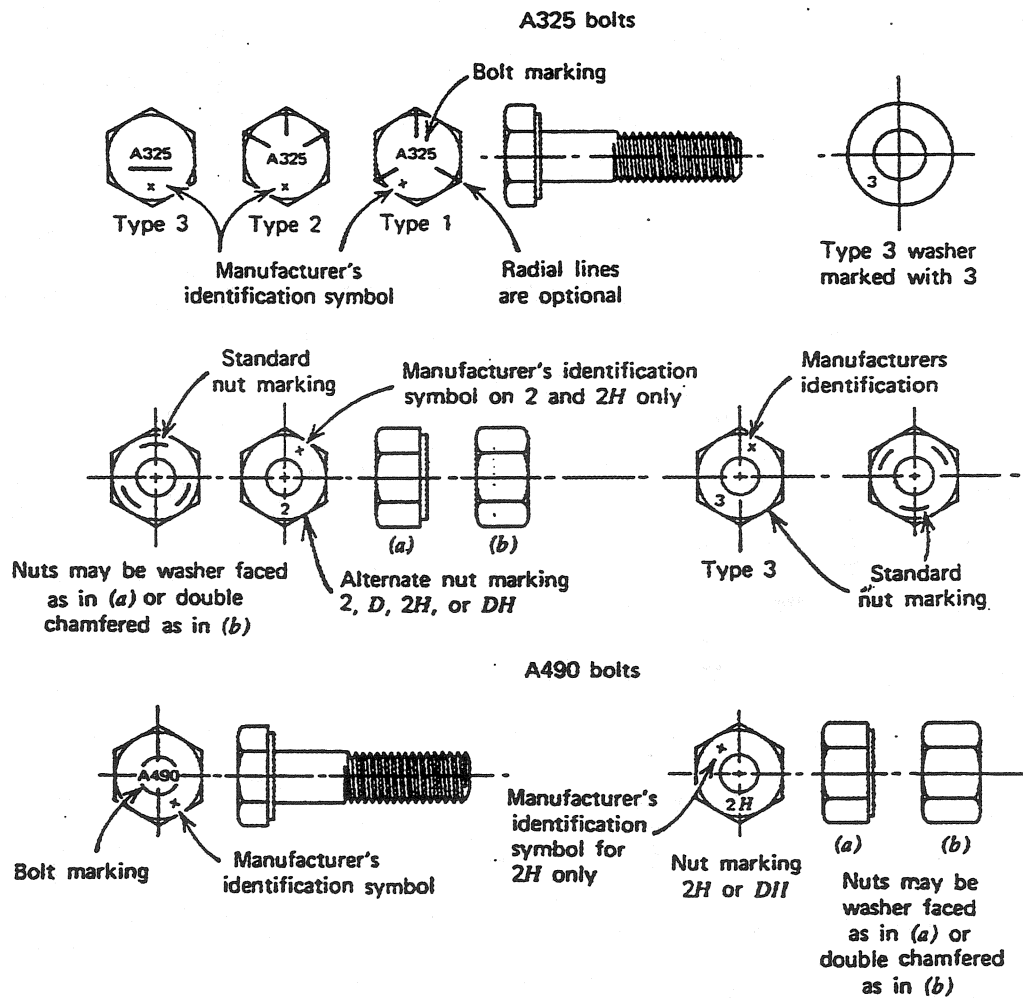 A325 bolts
Bolt marking
A325
x
A325
x
A325
x
3
Type 3
Type 2
Type 1
Manufacturer's
identification symbol
Radial lines
are optional
Type 3 washer
marked with 3
Standard
nut marking
Manufacturer's identification
symbol on 2 and 2H only
Manufacturers
identification
x
2
x
3
(a)
(b)
Type 3
Nuts may be washer faced
as in (a) or double
chamfered as in (b)
Alternate nut marking
2, D, 2H, or DH
Standard
nut marking
A490 bolts
A490
x
x
2H
Bolt marking
Manufacturer's
identification symbol
Manufacturer's
identification
symbol for
2H only
Nut marking
2H or DH
(a)
(b)
Nuts may be
washer faced
as in (a) or
double chamfered
as in (b)